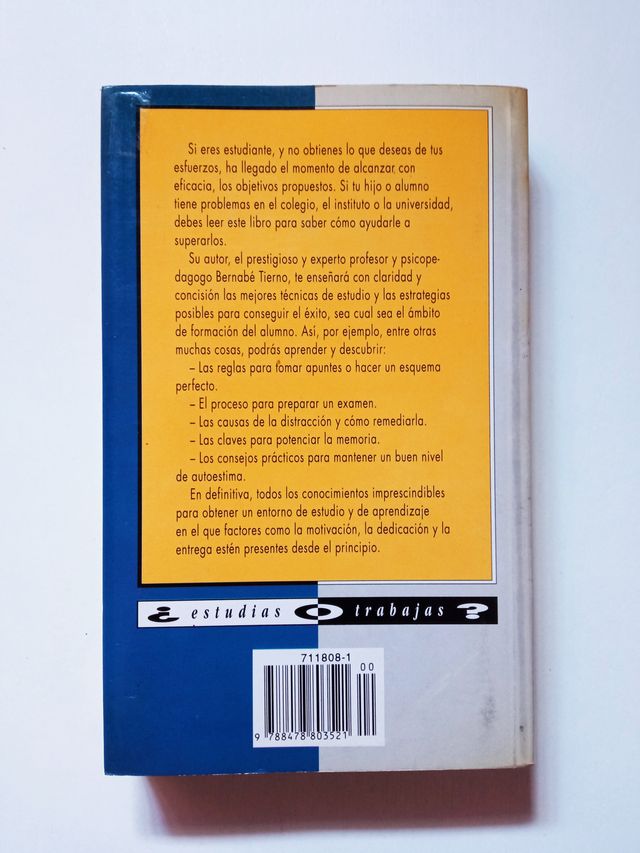 Si eres estudiante, y no obtienes lo que deseas de tus
esfuerzos, ha llegado el momento de alcanzar, con
eficacia, los objetivos propuestos. Si tu hijo o alumno
tiene problemas en el colegio, el instituto o la universidad,
debes leer este libro para saber cómo ayudarle a
superarlos.
Su autor, el prestigioso y experto profesor y psicope-
dagogo Bernabé Tierno, te enseñará con claridad y
concisión las mejores técnicas de estudio y las estrategias
posibles para conseguir el éxito, sea cual sea el ámbito
de formación del alumno. Así, por ejemplo, entre otras
muchas cosas, podrás aprender y descubrir:
– Las reglas para tomar apuntes o hacer un esquema
perfecto.
– El proceso para preparar un examen.
– Las causas de la distracción y cómo remediarla.
– Las claves para potenciar la memoria.
– Los consejos prácticos para mantener un buen nivel
de autoestima.
En definitiva, todos los conocimientos imprescindibles
para obtener un entorno de estudio y de aprendizaje
en el que factores como la motivación, la dedicación y la
entrega estén presentes desde el principio.
¿ estudias O trabajas ?
711808-1
00
9 788478 803521